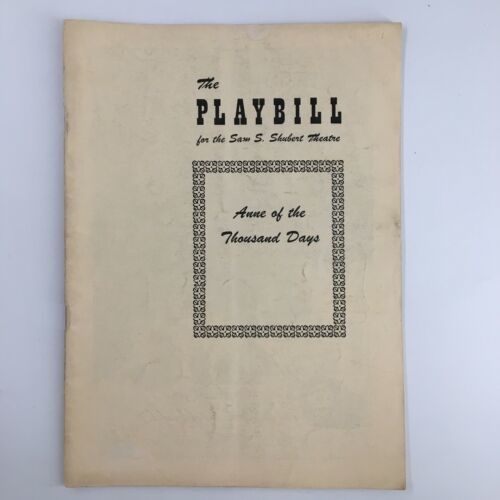 The
PLAYBILL
for the Sam S. Shubert Theatre
Anne of the
Thousand Days